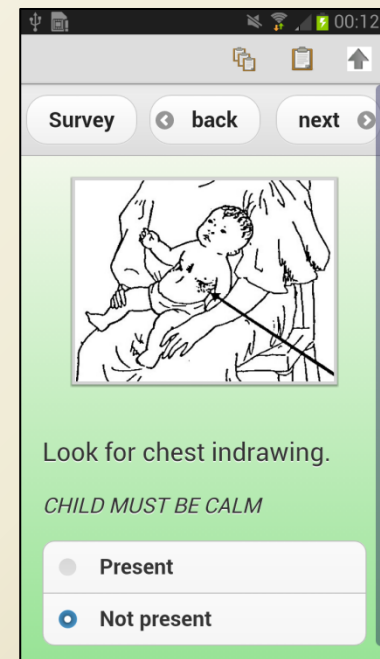 00:12
Survey
back
next
Look for chest indrawing.
CHILD MUST BE CALM
Present
Not present